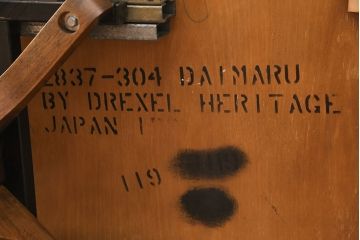 2837-304 DAIMARU
BY DREXEL HERITAGE
JAPAN
119